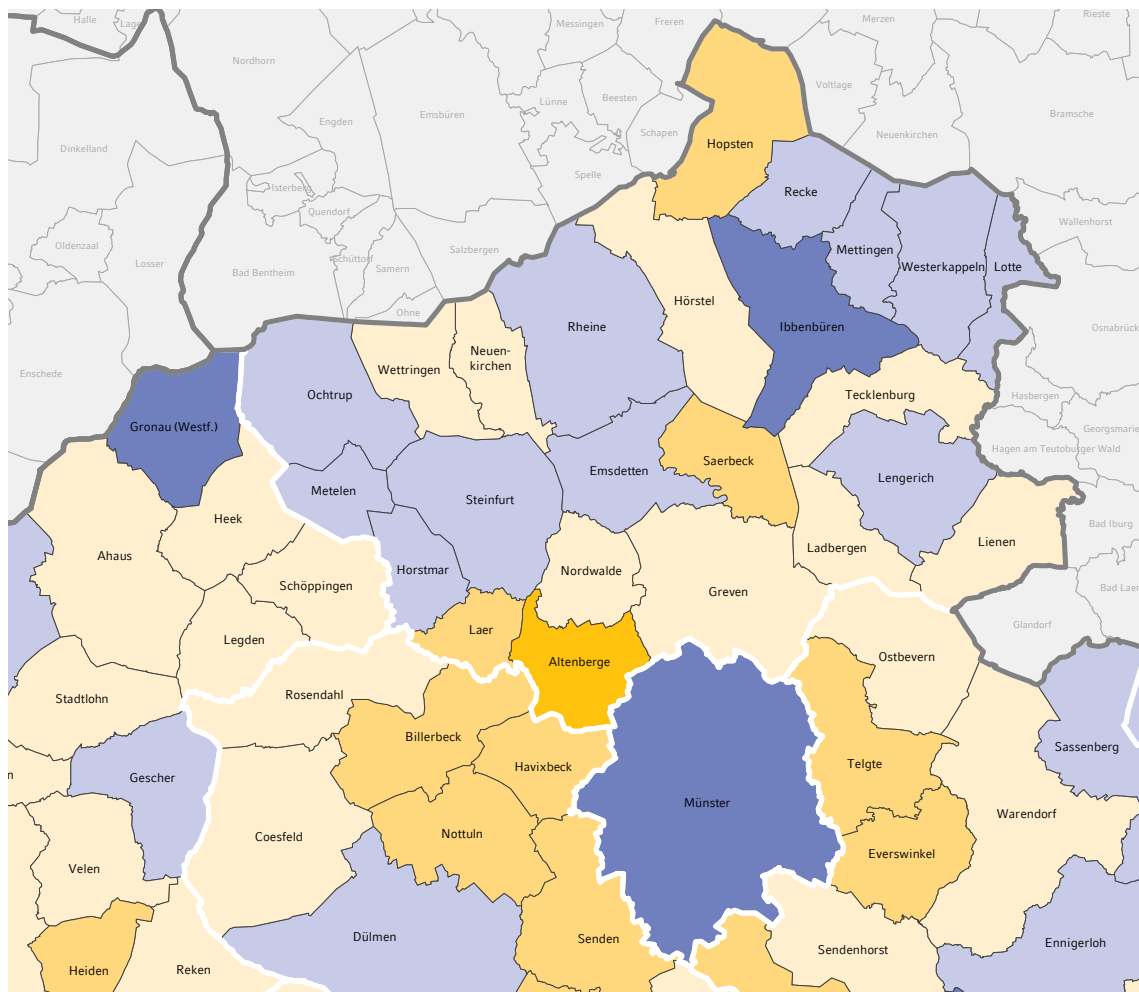 Halle
Lage
Messingen
Freren
Merzen
Rieste
Nordhorn
Voltlage
Lünne
Beesten
Emsbüren
Bramsche
Engden
Schapen
Neuenkirchen
Dinkelland
Hopsten
Spelle
Isterberg
Recke
Quendorf
Wallenhorst
Oldenzaal
Salzbergen
Mettingen
Losser
Schüttorf
Samern
Westerkappeln
Lotte
Bad Bentheim
Hörstel
Ohne
Rheine
Ibbenbüren
Osnabrück
Neuen-
kirchen
Enschede
Wettringen
Ochtrup
Tecklenburg
Hasbergen
Gronau (Westf.)
Georgsmarie
Hagen am Teutoburger Wald
Saerbeck
Emsdetten
Lengerich
Metelen
Steinfurt
Heek
Bad Iburg
Lienen
Ladbergen
Ahaus
Horstmar
Nordwalde
Schöppingen
Bad Laer
Greven
Glandorf
Laer
Legden
Ostbevern
Altenberge
Rosendahl
Stadtlohn
Billerbeck
Sassenberg
Havixbeck
Telgte
n
Gescher
Münster
Warendorf
Nottuln
Coesfeld
Everswinkel
Velen
Dülmen
Senden
Ennigerloh
Sendenhorst
Heiden
Reken